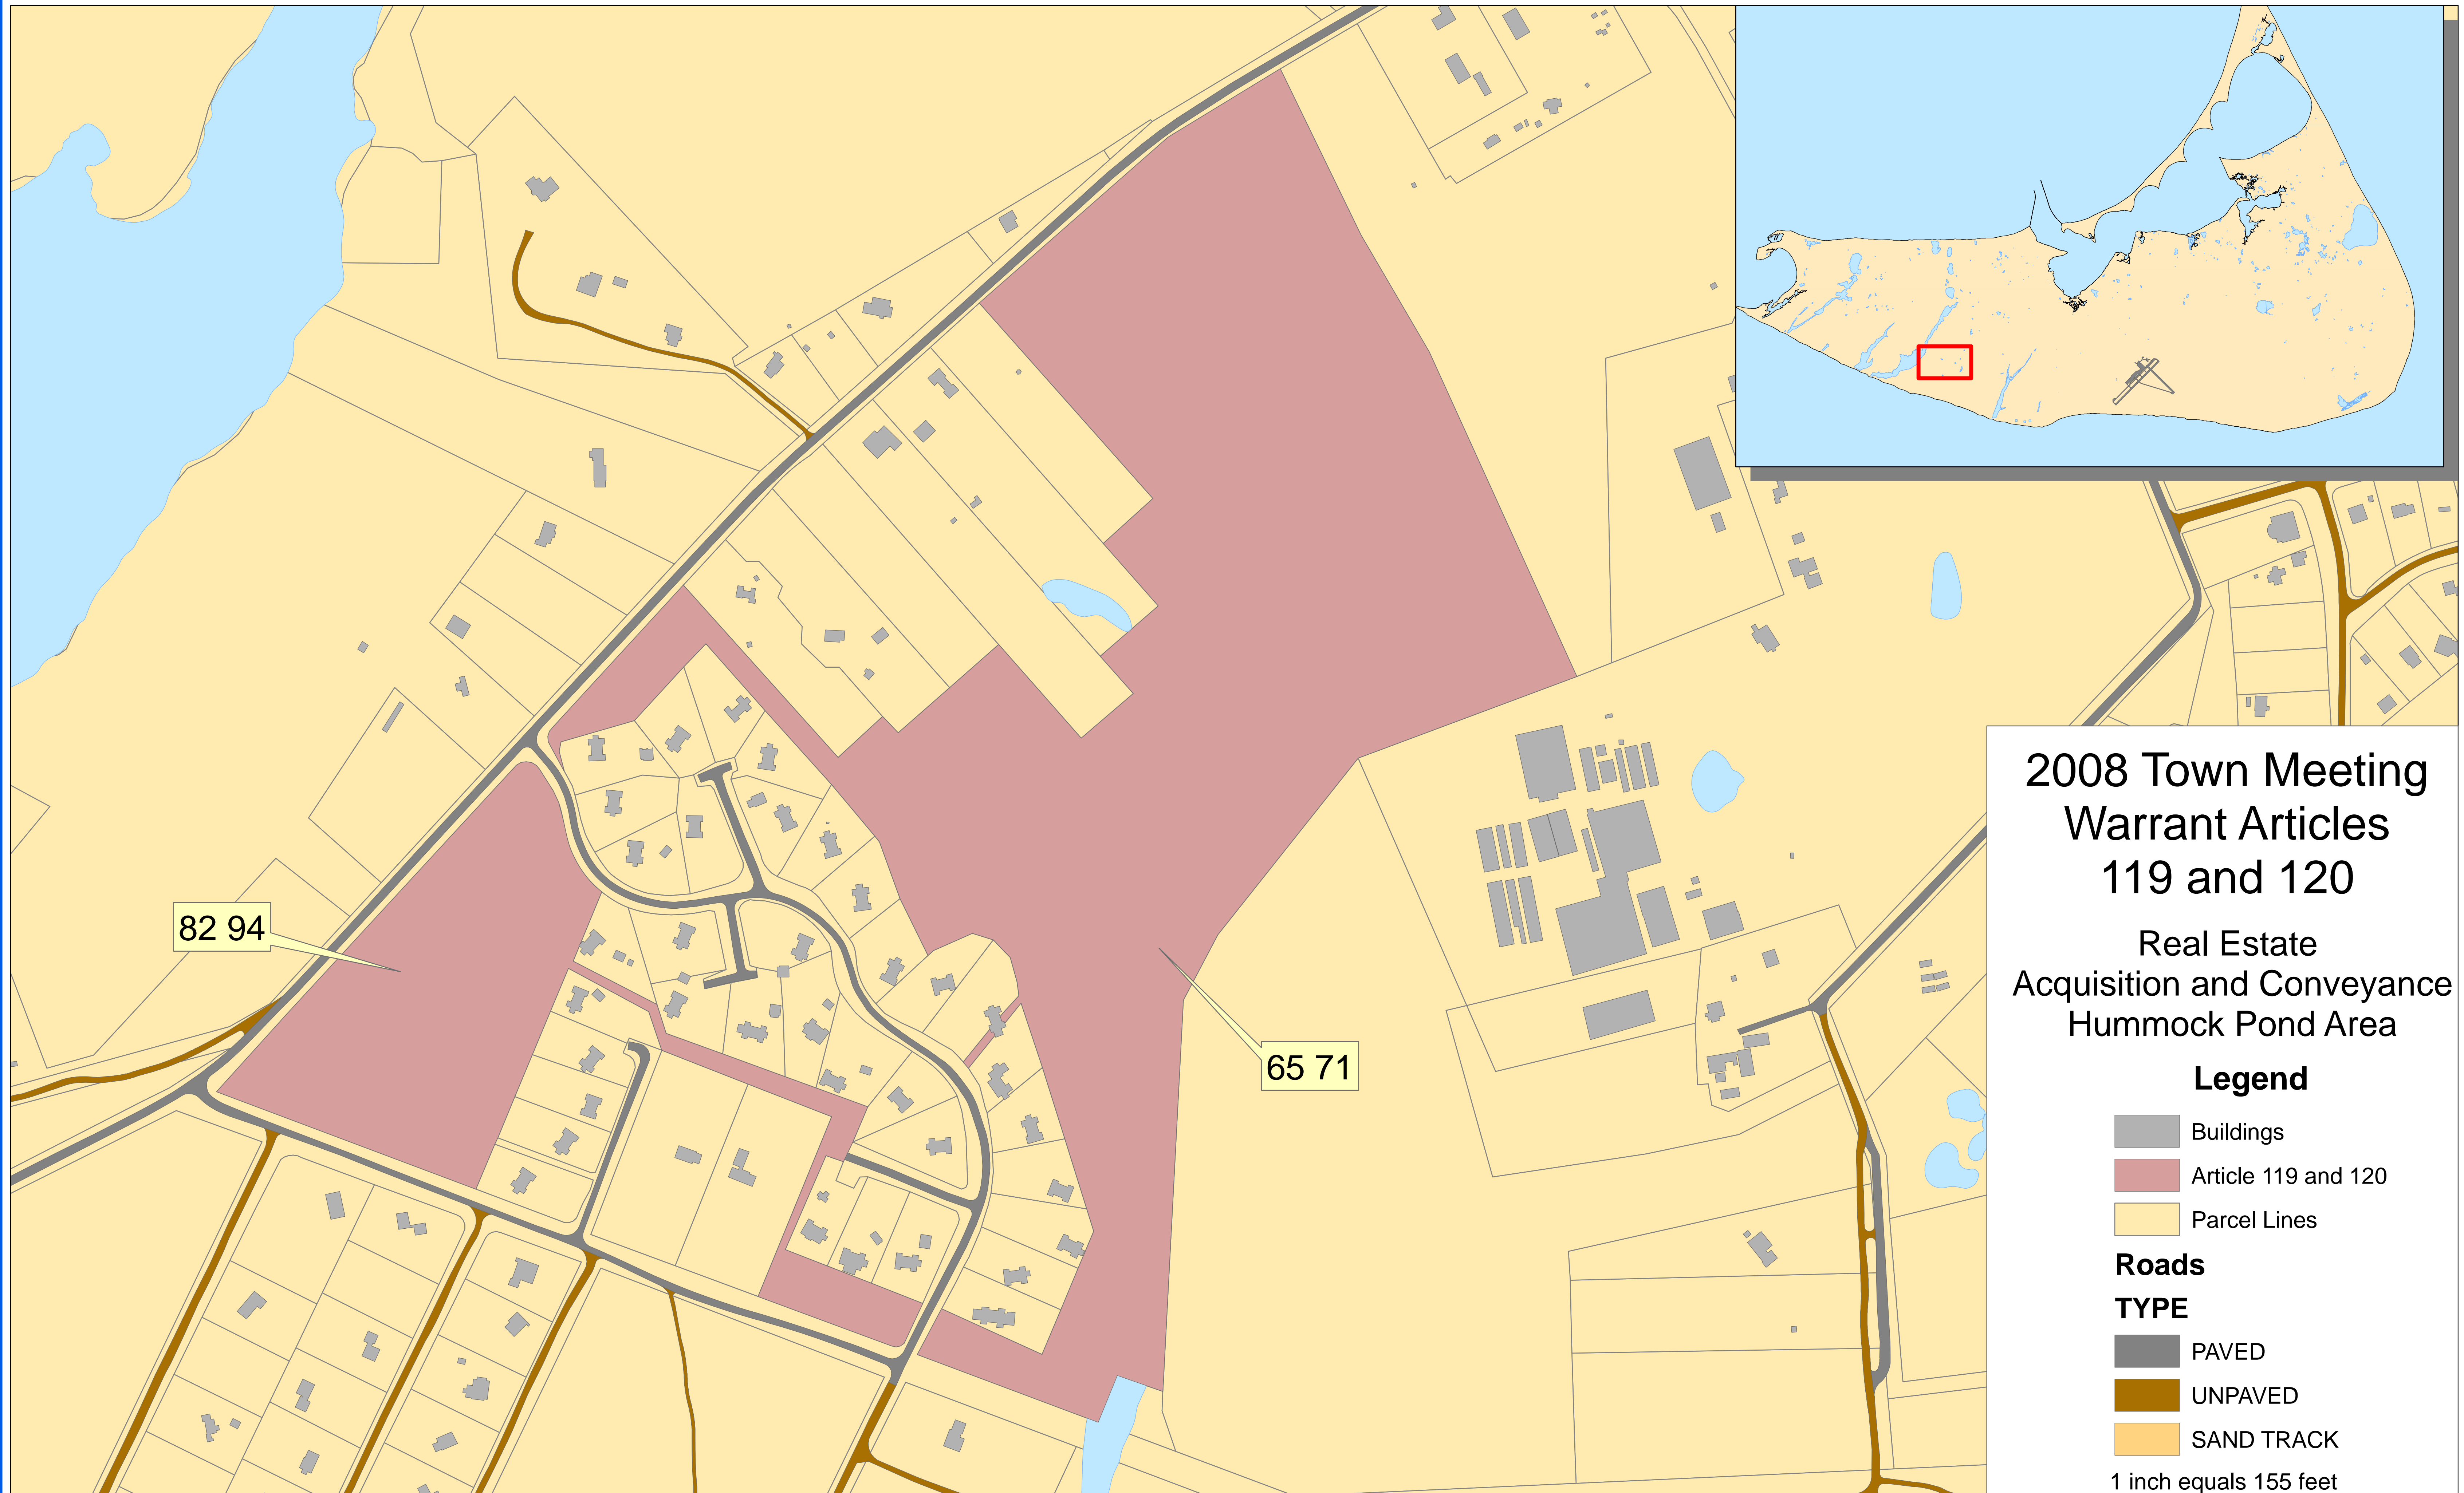 82 94
65 71
2008 Town Meeting
Warrant Articles
119 and 120
Real Estate
Acquisition and Conveyance
Hummock Pond Area
Legend
Buildings
Article 119 and 120
Parcel Lines
Roads
TYPE
PAVED
UNPAVED
SAND TRACK
1 inch equals 155 feet